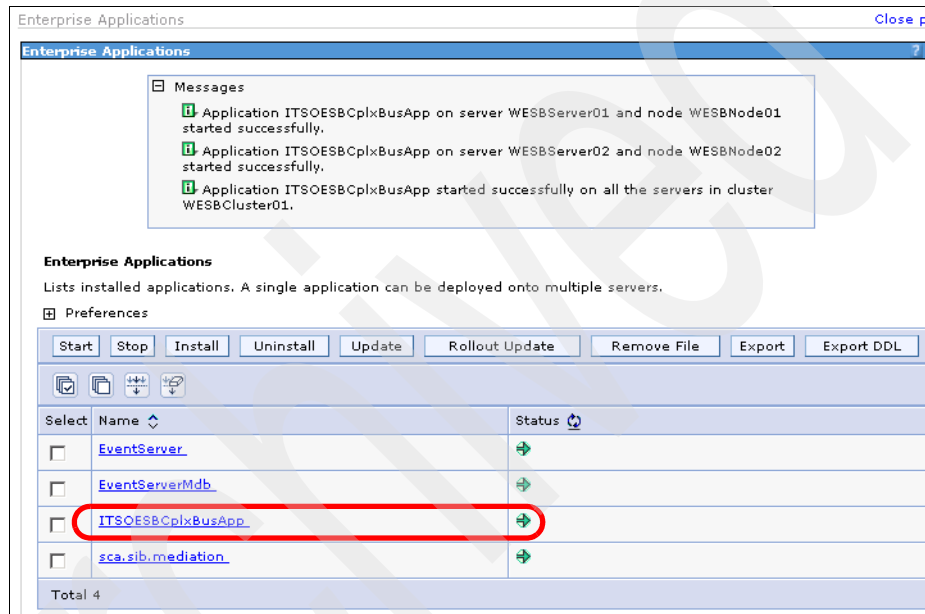 Enterprise Applications
Close p
Enterprise Applications
?
Messages
Application ITSOESBCplxBusApp on server WESBServer01 and node WESBNode01
started successfully.
Application ITSOESBCplxBusApp on server WESBServer02 and node WESBNode02
started successfully.
Application ITSOESBCplxBusApp started successfully on all the servers in cluster
WESBCluster01.
Enterprise Applications
Lists installed applications. A single application can be deployed onto multiple servers.
Preferences
Start Stop Install Uninstall Update Rollout Update Remove File Export Export DDL
Select Name Status
EventServer
EventServerMdb
ITSOESBCplxBusApp
sca.sib.mediation
Total 4